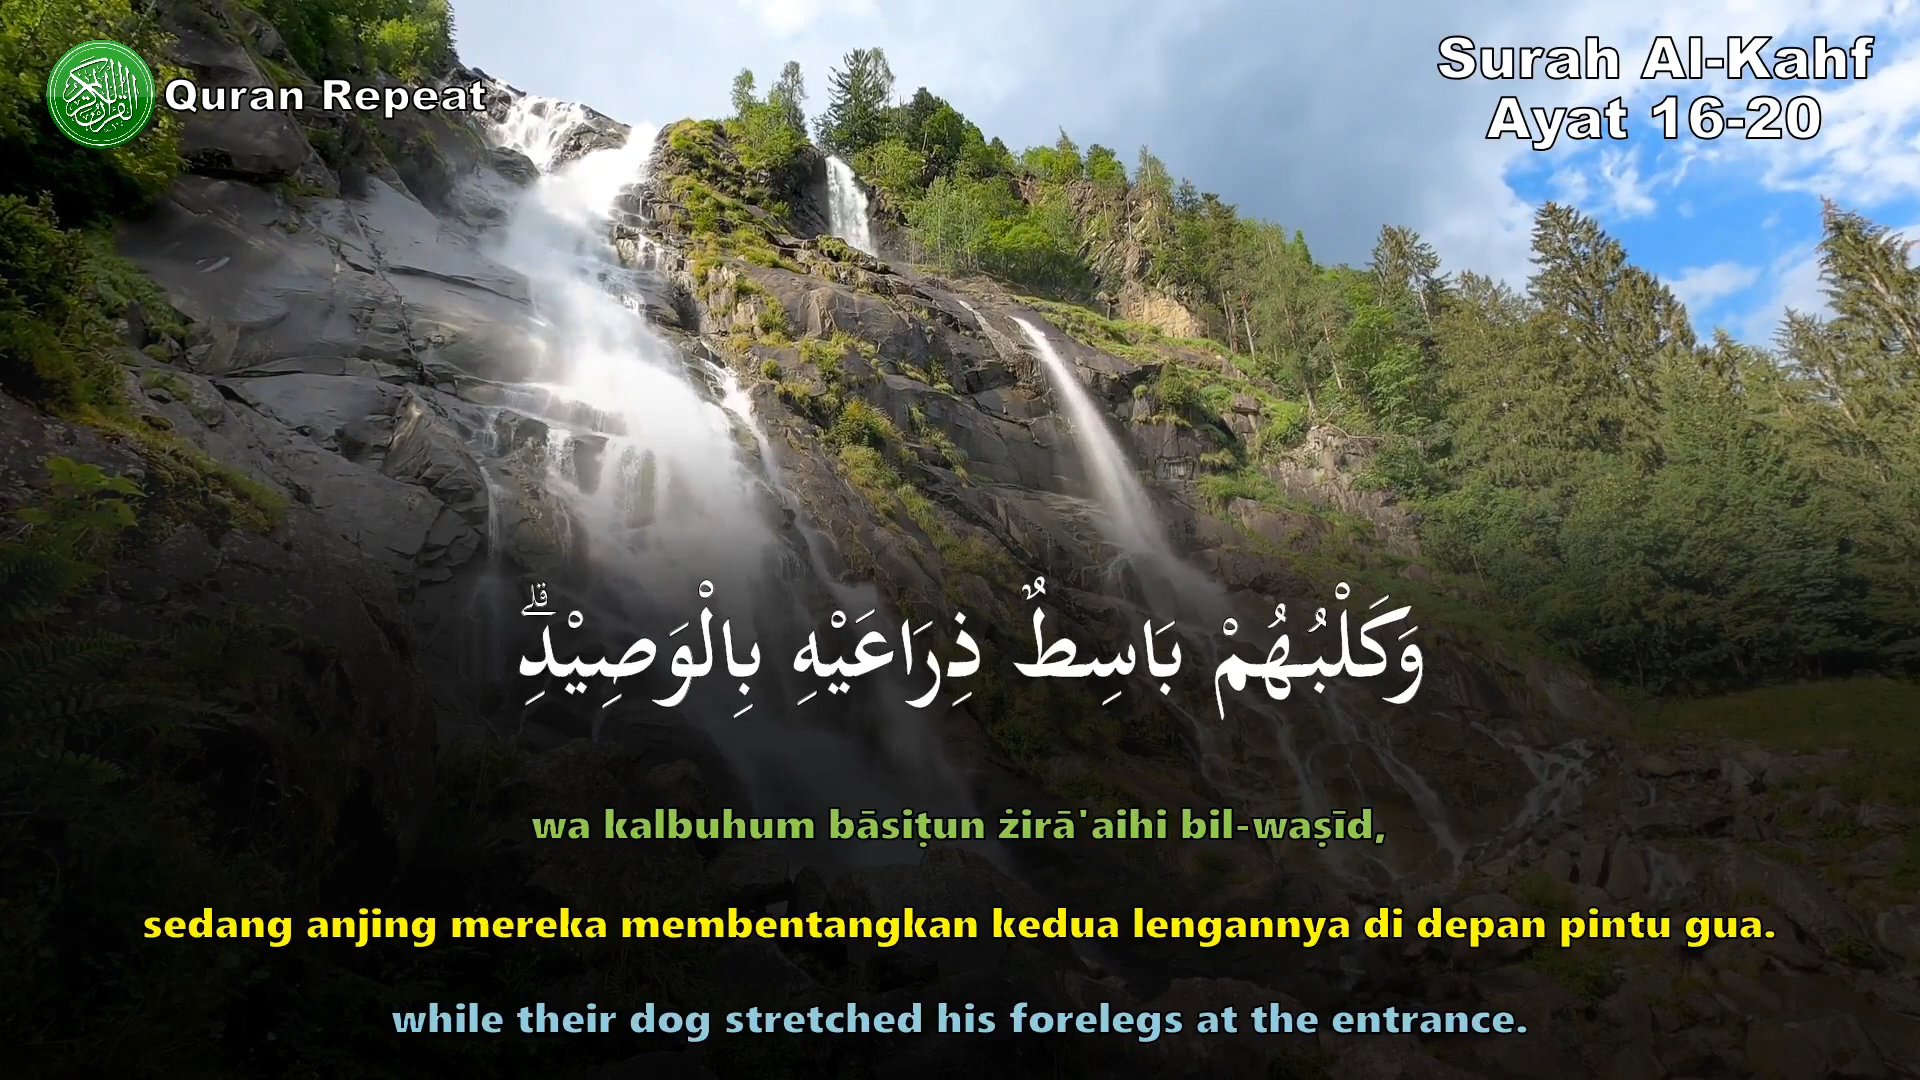 Quran Repeat
Surah Al-Kahf
Ayat 16-20
وَكَلْبُهُمْ بَاسِطٌ ذِرَاعَيْهِ بِالْوَصِيْدِۗ
wa kalbuhum bāsiṭun żirā'aihi bil-waṣīd,
sedang anjing mereka membentangkan kedua lengannya di depan pintu gua.
while their dog stretched his forelegs at the entrance.